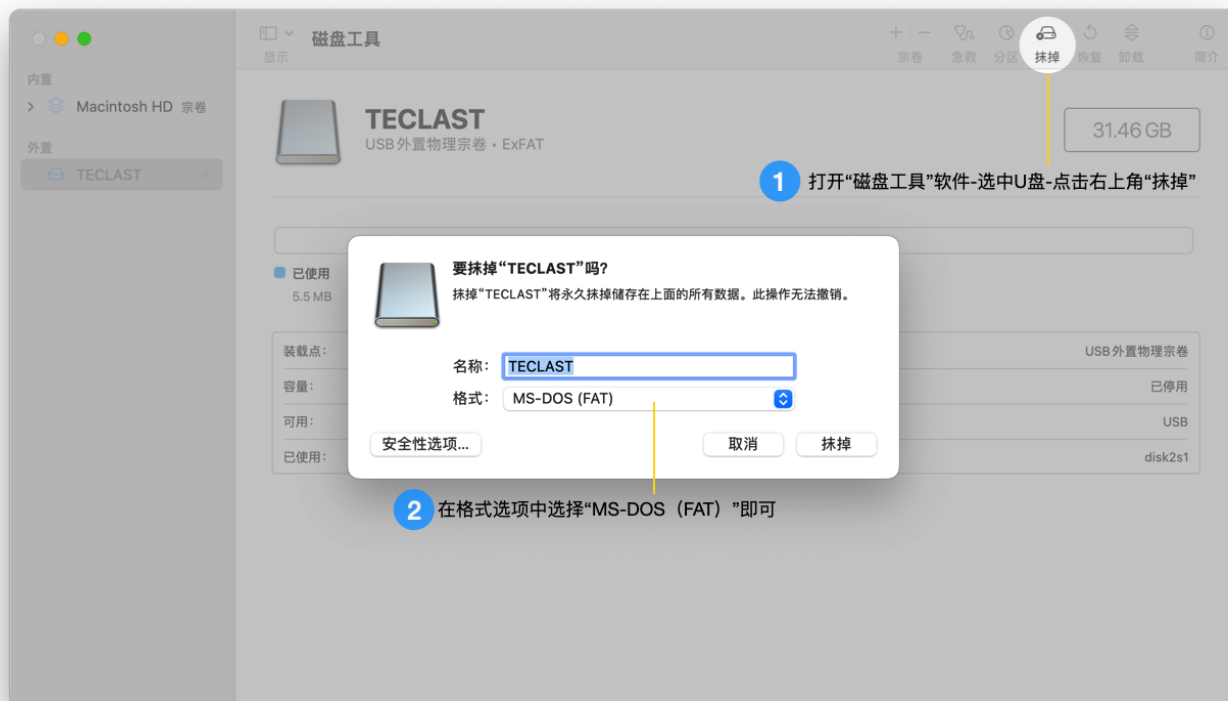 磁盘工具
显示
宗卷
急救
分区
抹掉
恢复
卸载
简介
内置
Macintosh HD 宗卷
外置
TECLAST
TECLAST
USB外置物理宗卷・ExFAT
31.46 GB
1 打开“磁盘工具”软件-选中U盘-点击右上角“抹掉”
已使用
5.5 MB
要抹掉“TECLAST”吗?
抹掉“TECLAST”将永久抹掉储存在上面的所有数据。此操作无法撤销。
名称: TECLAST
格式: MS-DOS (FAT)
安全性选项...
取消
抹掉
装载点:
USB外置物理宗卷
容量:
已停用
可用:
USB
已使用:
disk2s1
2 在格式选项中选择“MS-DOS（FAT）”即可